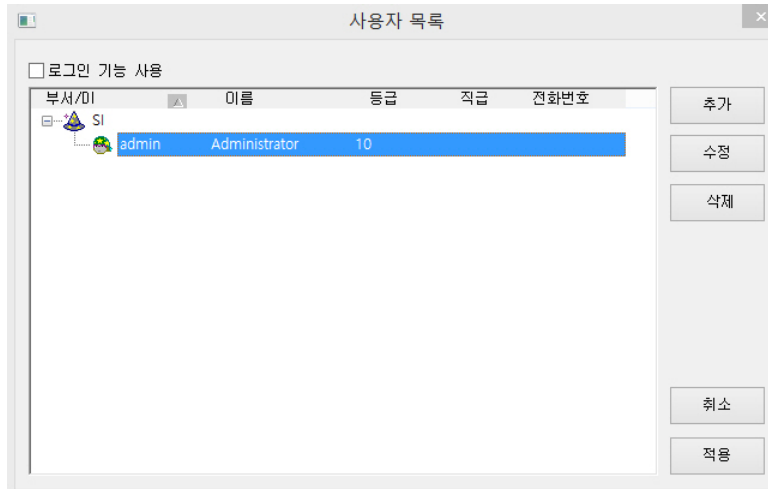 사용자 목록
로그인 기능 사용
부서/미 이름 등급 직급 전화번호
SI
admin Administrator 10
추가
수정
삭제
취소
적용